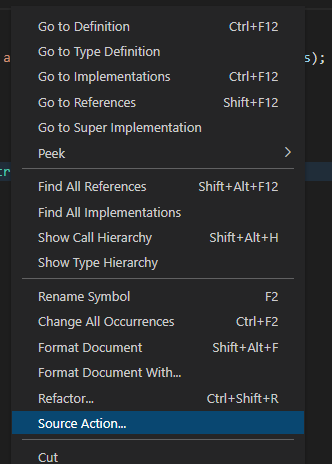 Go to Definition Ctrl+F12
Go to Type Definition
a s);
Go to Implementations Ctrl+F12
Go to References Shift+F12
Go to Super Implementation
Peek
Find All References Shift+Alt+F12
Find All Implementations
Show Call Hierarchy Shift+Alt+H
Show Type Hierarchy
Rename Symbol F2
Change All Occurrences Ctrl+F2
Format Document Shift+Alt+F
Format Document With...
Refactor... Ctrl+Shift+R
Source Action...
Cut